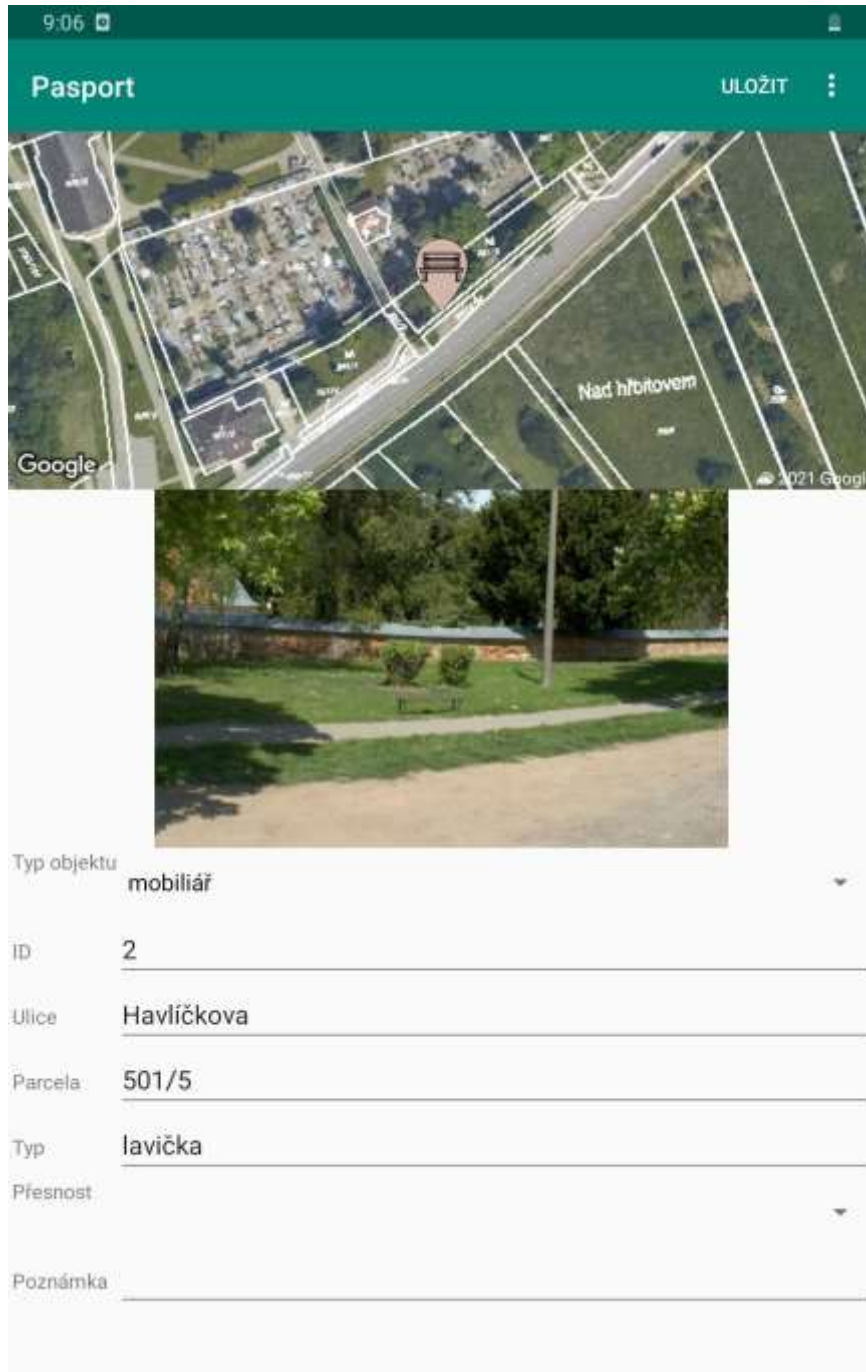 9:06
Pasport
ULOŽIT
Nad hřbitovem
Google
2021 Googl
Typ objektu
mobiliář
ID
2
Ulice
Havlíčkova
Parcela
501/5
Typ
lavička
Přesnost
Poznámka